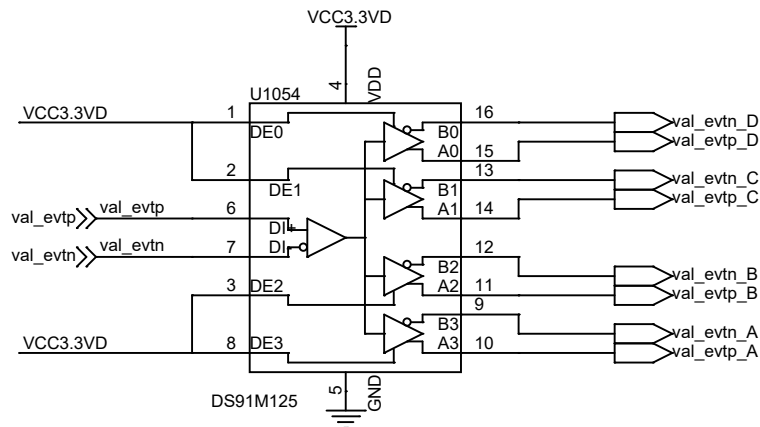 VCC3.3VD
4
VDD
U1054
VCC3.3VD
1
DE0
B0
16
val_evtn_D
A0
15
val_evtp_D
2
DE1
B1
13
val_evtn_C
A1
14
val_evtp_C
val_evtp
val_evtp
6
DI+
val_evtn
val_evtn
7
DI-
B2
12
val_evtn_B
3
DE2
A2
11
val_evtp_B
B3
9
val_evtn_A
VCC3.3VD
8
DE3
A3
10
val_evtp_A
DS91M125
5
GND